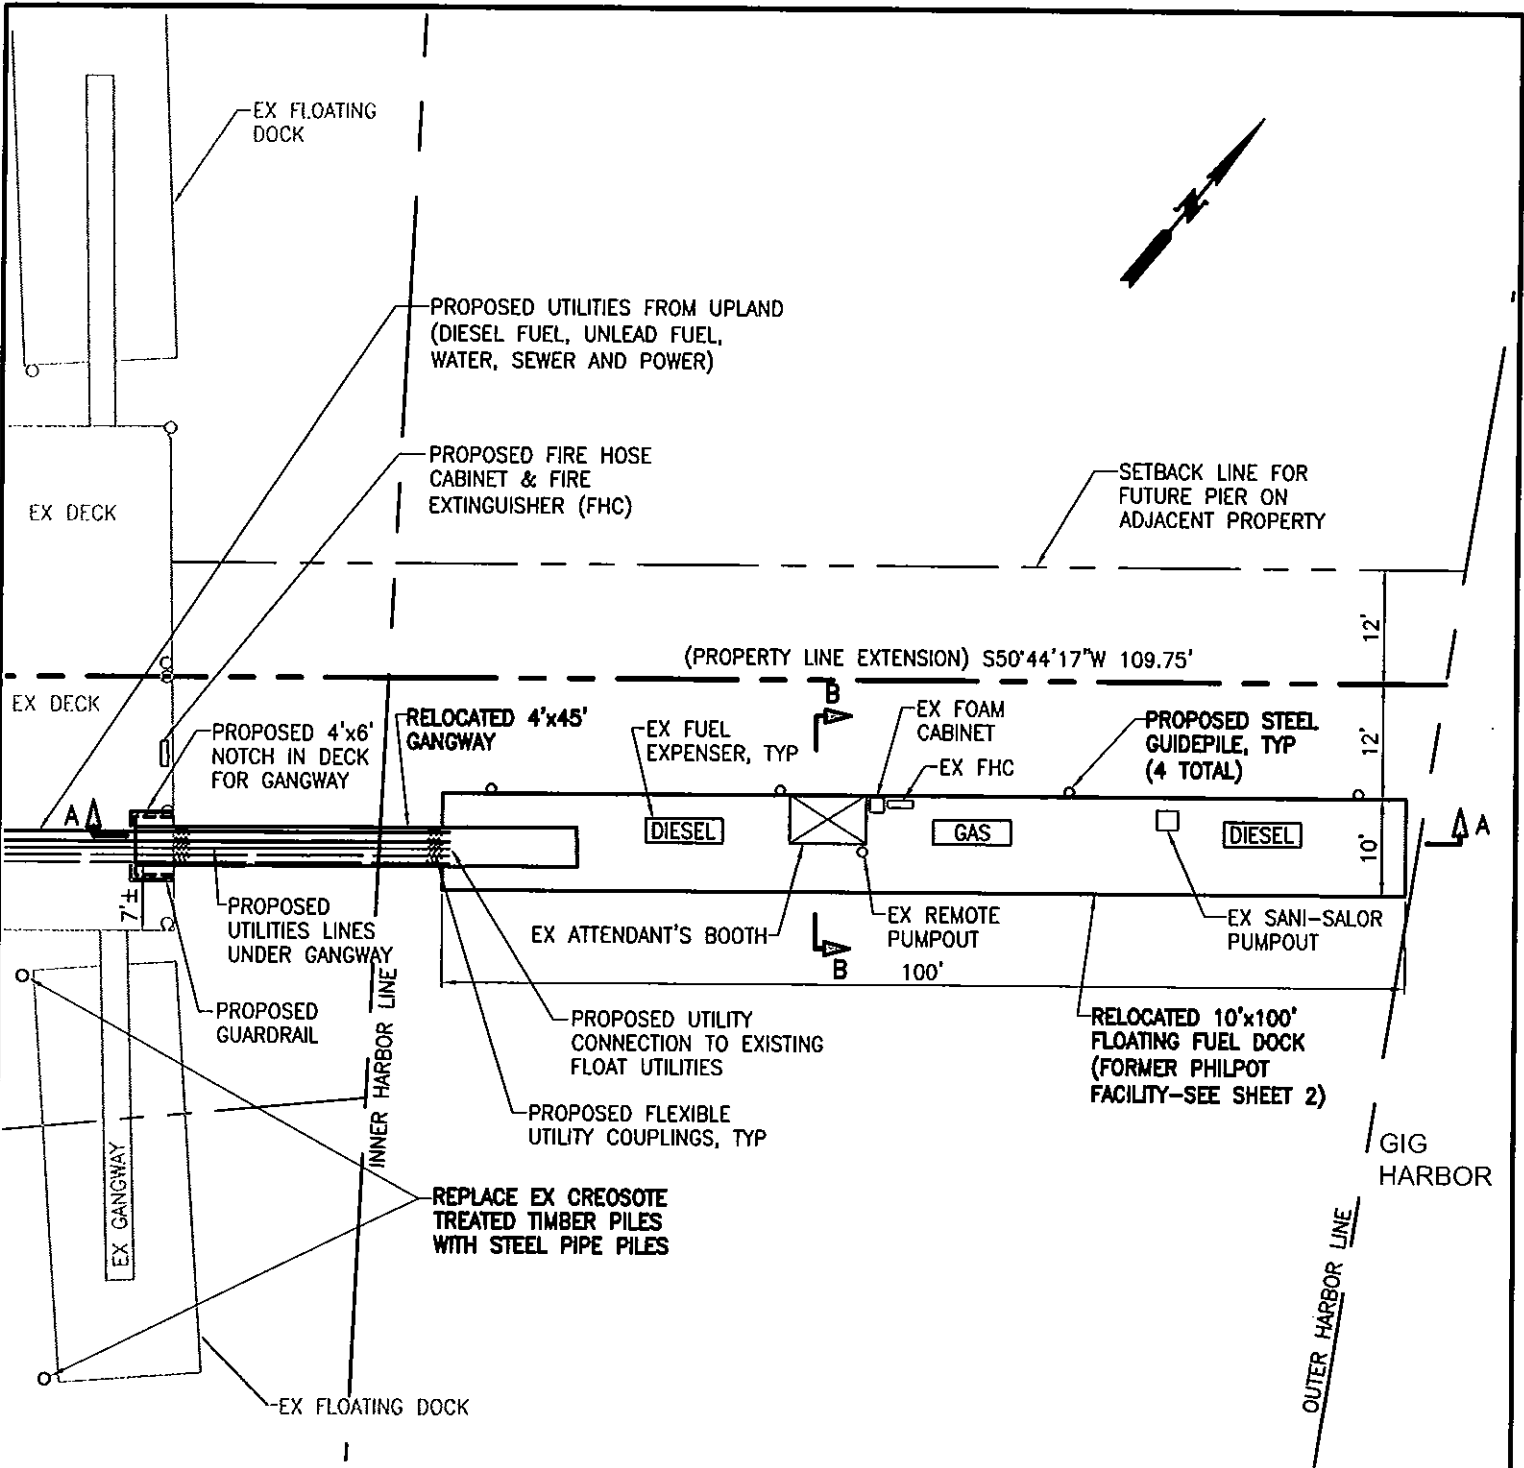 EX FLOATING
DOCK
N
PROPOSED UTILITIES FROM UPLAND
(DIESEL FUEL, UNLEAD FUEL,
WATER, SEWER AND POWER)
PROPOSED FIRE HOSE
CABINET & FIRE
EXTINGUISHER (FHC)
SETBACK LINE FOR
FUTURE PIER ON
ADJACENT PROPERTY
EX DECK
12'
(PROPERTY LINE EXTENSION) S50°44'17"W 109.75'
EX DECK
PROPOSED 4'x6'
NOTCH IN DECK
FOR GANGWAY
RELOCATED 4'x45'
GANGWAY
EX FUEL
EXPENSER, TYP
B
EX FOAM
CABINET
EX FHC
PROPOSED STEEL
GUIDEPILE, TYP
(4 TOTAL)
12'
A
DIESEL
GAS
DIESEL
10'
A
7'±
PROPOSED
UTILITIES LINES
UNDER GANGWAY
EX ATTENDANT'S BOOTH
B
EX REMOTE
PUMPOUT
EX SANI-SALOR
PUMPOUT
100'
PROPOSED
GUARDRAIL
INNER HARBOR LINE
PROPOSED UTILITY
CONNECTION TO EXISTING
FLOAT UTILITIES
RELOCATED 10'x100'
FLOATING FUEL DOCK
(FORMER PHILPOT
FACILITY-SEE SHEET 2)
PROPOSED FLEXIBLE
UTILITY COUPLINGS, TYP
GIG
HARBOR
EX GANGWAY
REPLACE EX CREOSOTE
TREATED TIMBER PILES
WITH STEEL PIPE PILES
OUTER HARBOR LINE
EX FLOATING DOCK